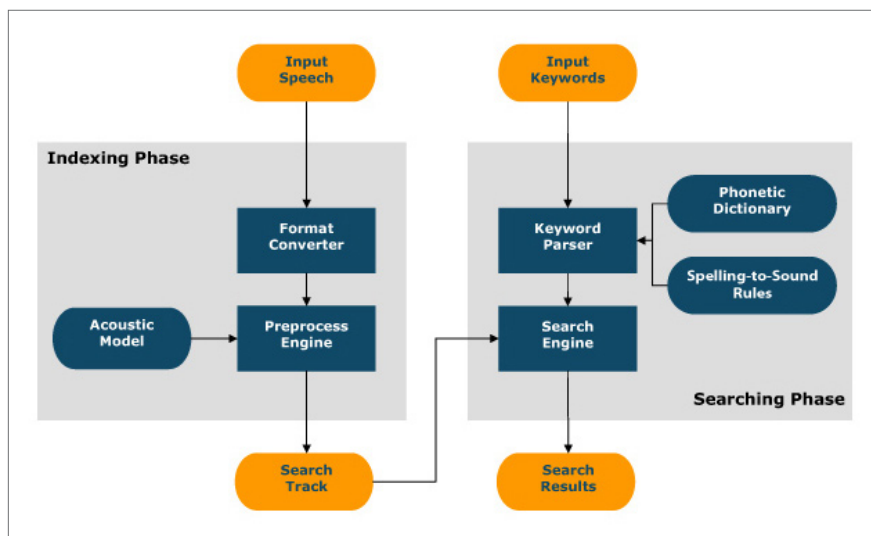 Input
Speech
Input
Keywords
Indexing Phase
Format
Converter
Keyword
Parser
Phonetic
Dictionary
Spelling-to-Sound
Rules
Acoustic
Model
Preprocess
Engine
Search
Engine
Searching Phase
Search
Track
Search
Results